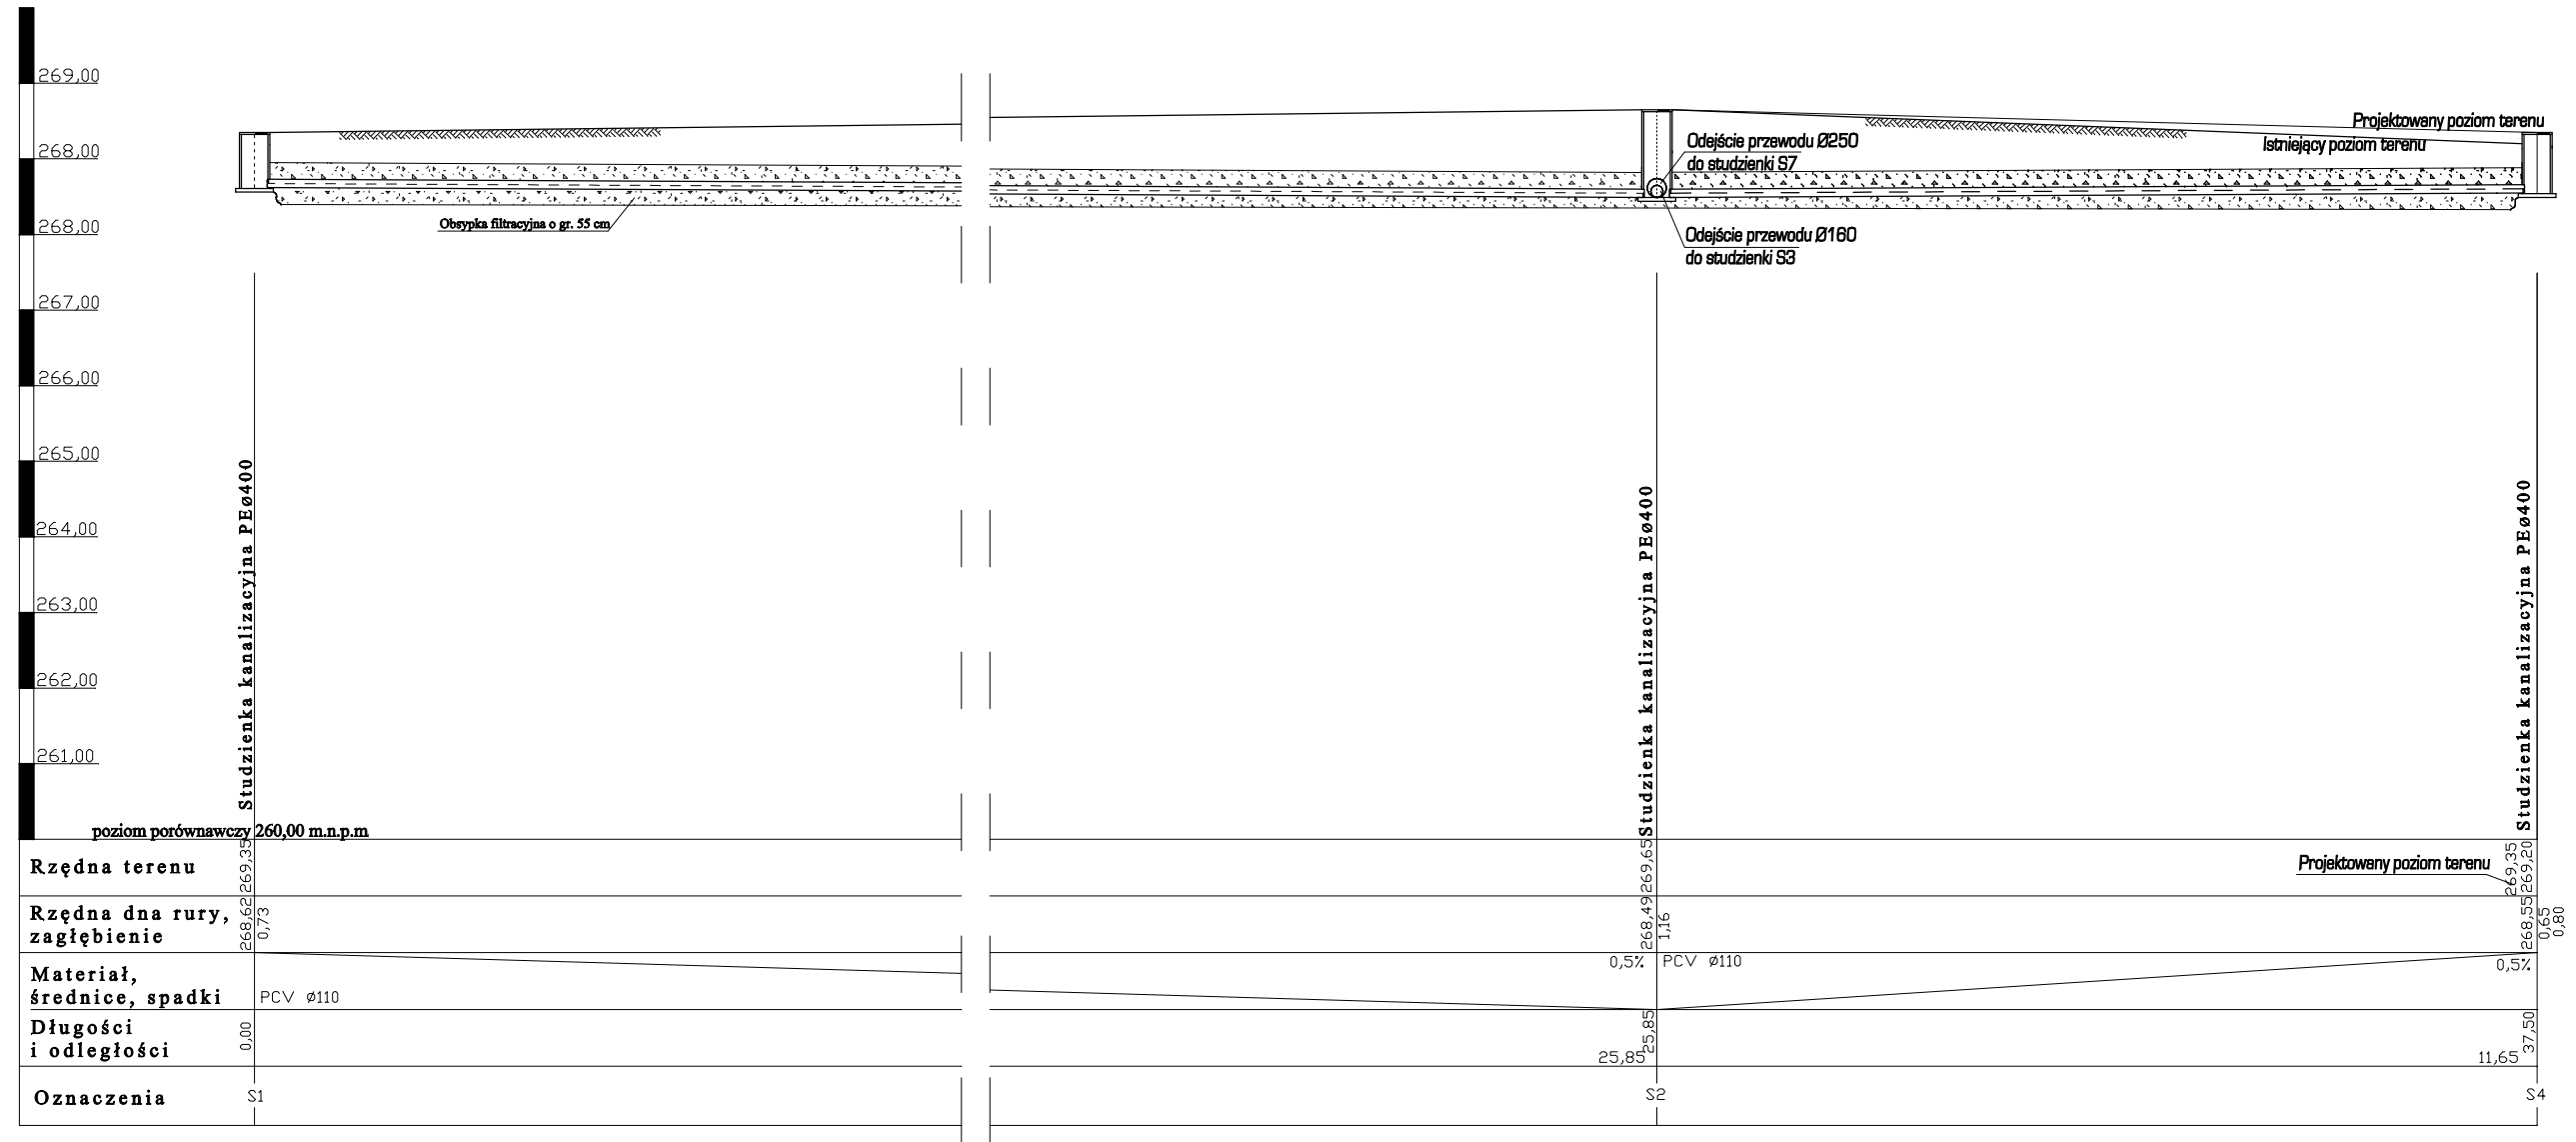 269,00
268,00
268,00
267,00
266,00
265,00
264,00
263,00
262,00
261,00
Projektowany poziom terenu
Istniejący poziom terenu
Odejście przewodu Ø250
do studzienki S7
Obsypka filtracyjna o gr. 55 cm
Odejście przewodu Ø160
do studzienki S3
Studzienka kanalizacyjna PEø400
Studzienka kanalizacyjna PEø400
Studzienka kanalizacyjna PEø400
poziom porównawczy 260,00 m.n.p.m
Rzędna terenu
269,35
269,65
Projektowany poziom terenu
269,35
269,20
Rzędna dna rury,
zagłębienie
268,62
0,73
268,49
1,16
268,55
0,65
0,80
Materiał,
średnice, spadki
PCV ø110
0,5%
PCV ø110
0,5%
Długości
i odległości
0,00
25,85
25,85
11,65
37,50
Oznaczenia
S1
S2
S4